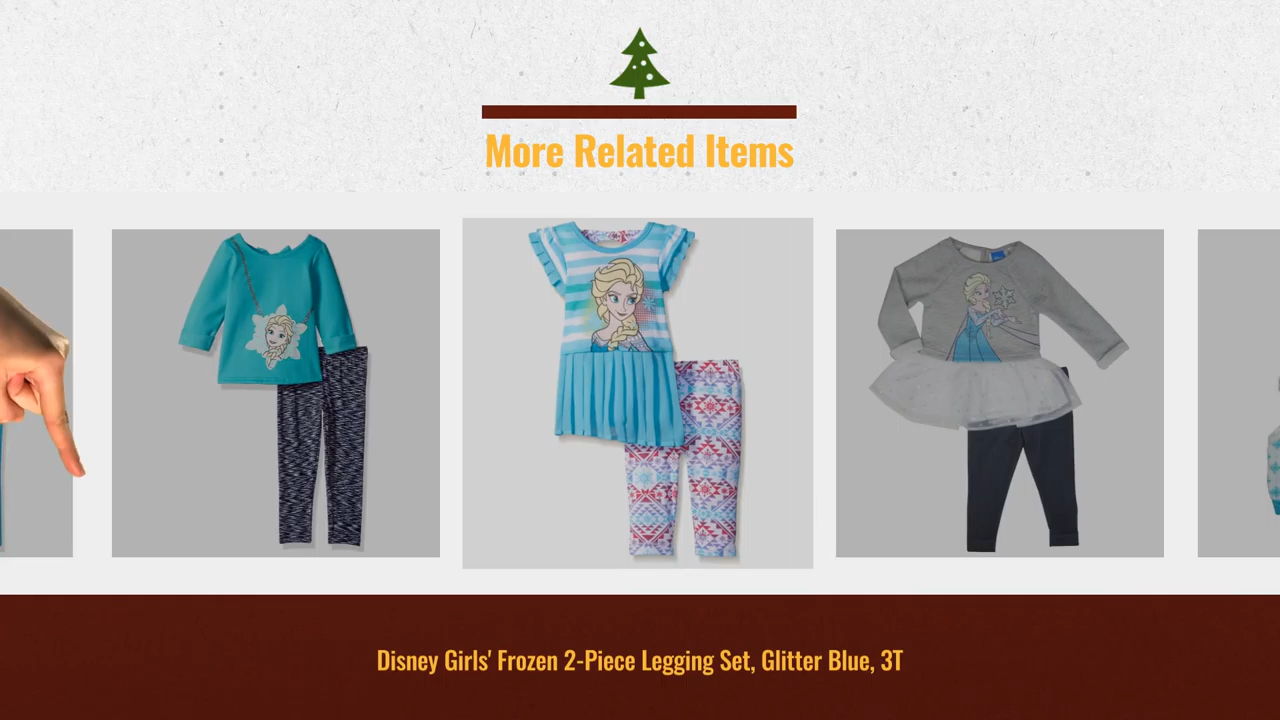 More Related Items
Disney Girls' Frozen 2-Piece Legging Set, Glitter Blue, 3T